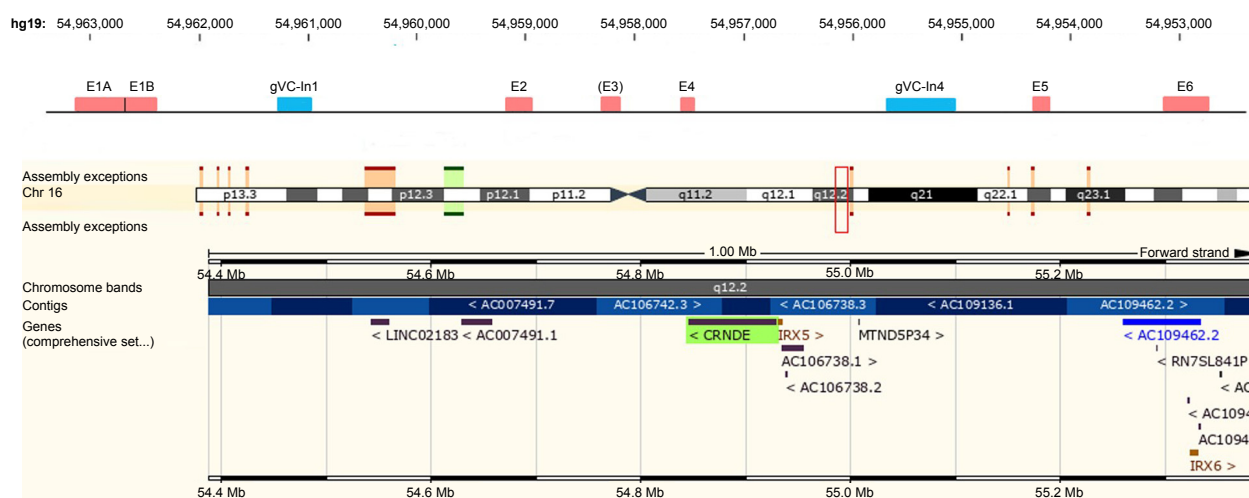 hg19: 54,963,000 54,962,000 54,961,000 54,960,000 54,959,000 54,958,000 54,957,000 54,956,000 54,955,000 54,954,000 54,953,000
E1A E1B gVC-In1 E2 (E3) E4 gVC-In4 E5 E6
Assembly exceptions
Chr 16 p13.3 p12.3 p12.1 p11.2 q11.2 q12.1 q12.2 q21 q22.1 q23.1
Assembly exceptions
1.00 Mb Forward strand
54.4 Mb 54.6 Mb 54.8 Mb 55.0 Mb 55.2 Mb
Chromosome bands q12.2
Contigs < AC007491.7 AC106742.3 > < AC106738.3 < AC109136.1 AC109462.2 >
Genes
(comprehensive set...) < LINC02183 < AC007491.1 < CRNDE IRX5 > MTND5P34 > < AC109462.2
AC106738.1 > < RN7SL841P
< AC106738.2 < AC
< AC1094
AC1094
IRX6 >
54.4 Mb 54.6 Mb 54.8 Mb 55.0 Mb 55.2 Mb